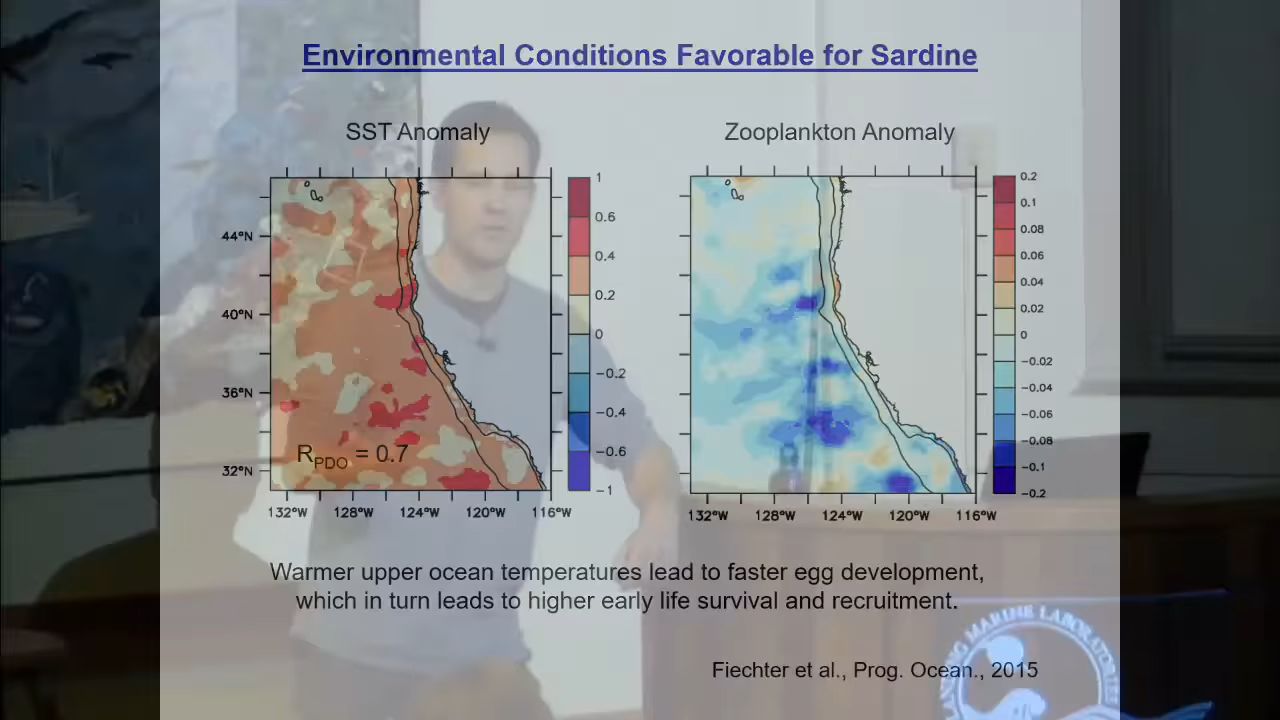 Environmental Conditions Favorable for Sardine
SST Anomaly
Zooplankton Anomaly
44°N
40°N
36°N
32°N
132°W 128°W 124°W 120°W 116°W
1
0.6
0.4
0.2
0
−0.2
−0.4
−0.6
−1
RPDO = 0.7
132°W 128°W 124°W 120°W 116°W
0.2
0.1
0.08
0.06
0.04
0.02
0
−0.02
−0.04
−0.06
−0.08
−0.1
−0.2
Warmer upper ocean temperatures lead to faster egg development,
which in turn leads to higher early life survival and recruitment.
Fiechter et al., Prog. Ocean., 2015
LANDING MARINE LABORATORIES